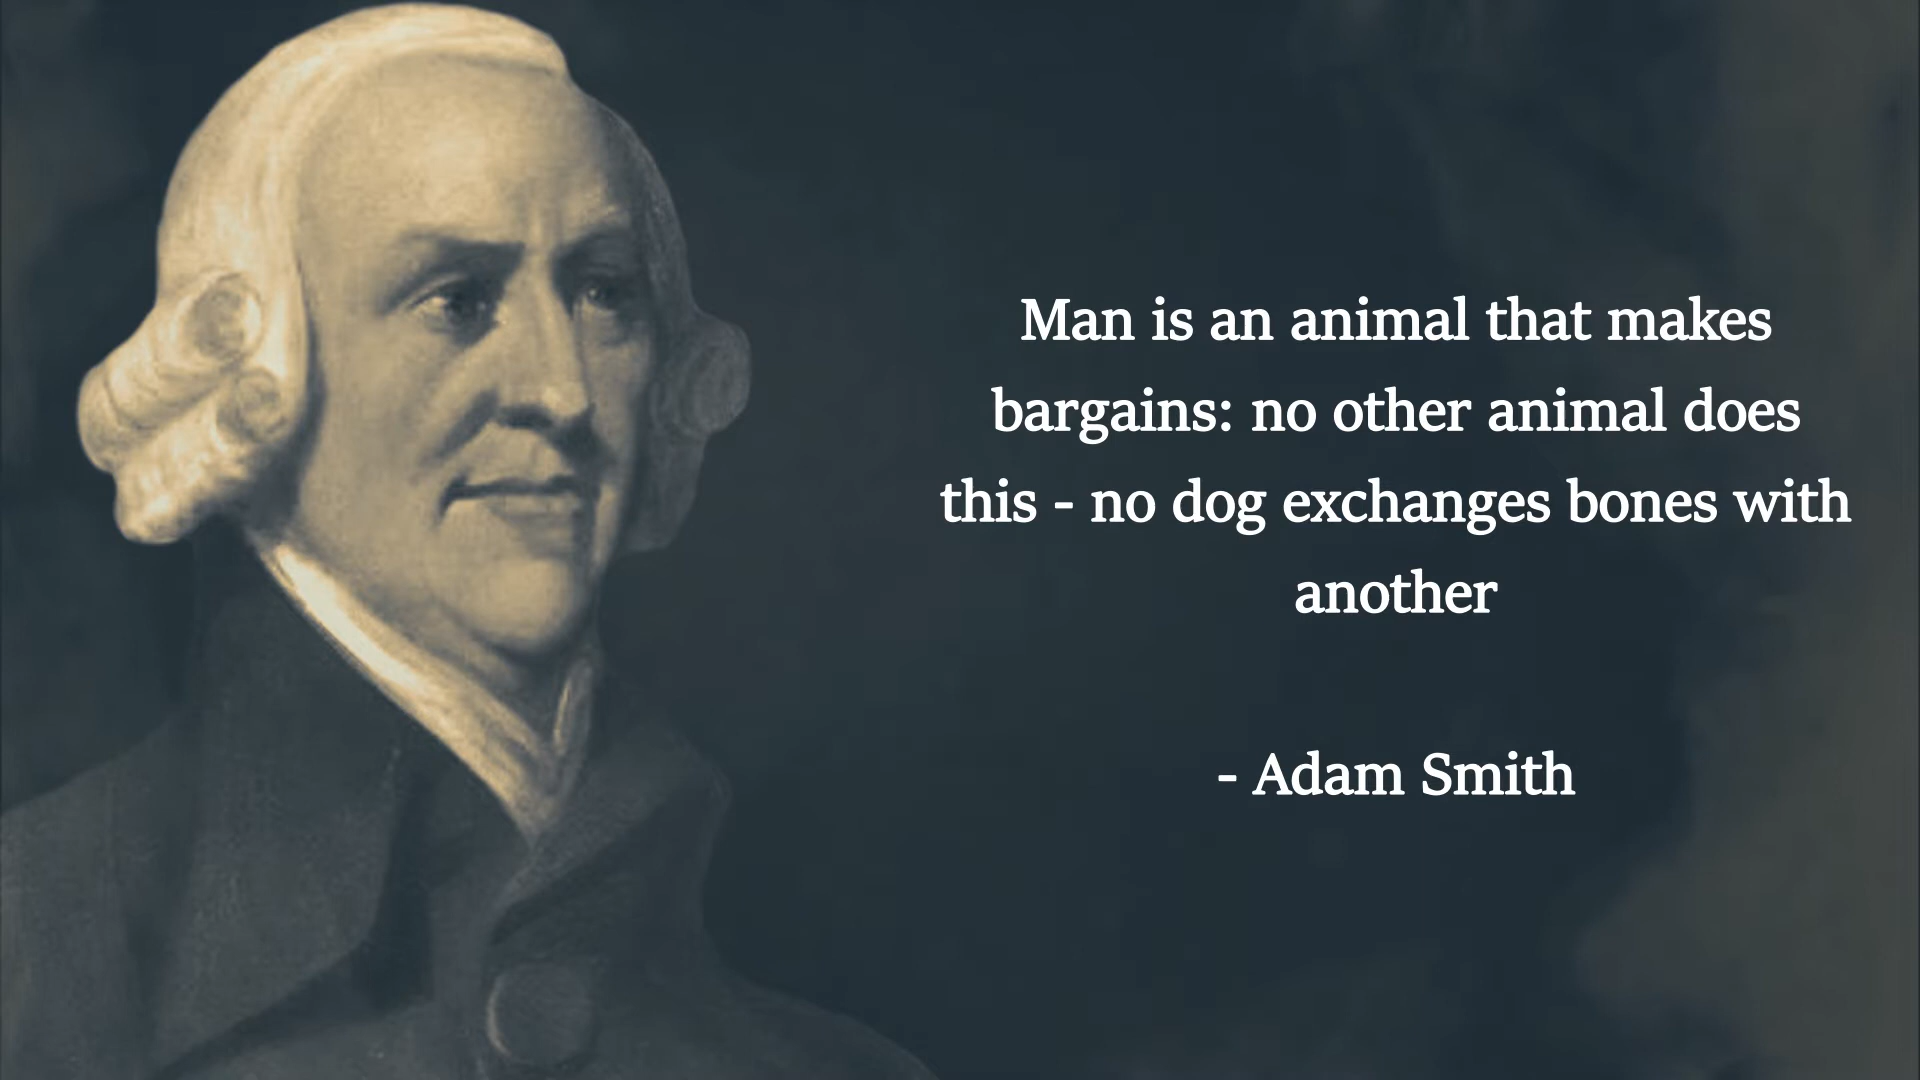 Man is an animal that makes
bargains: no other animal does
this - no dog exchanges bones with
another
- Adam Smith